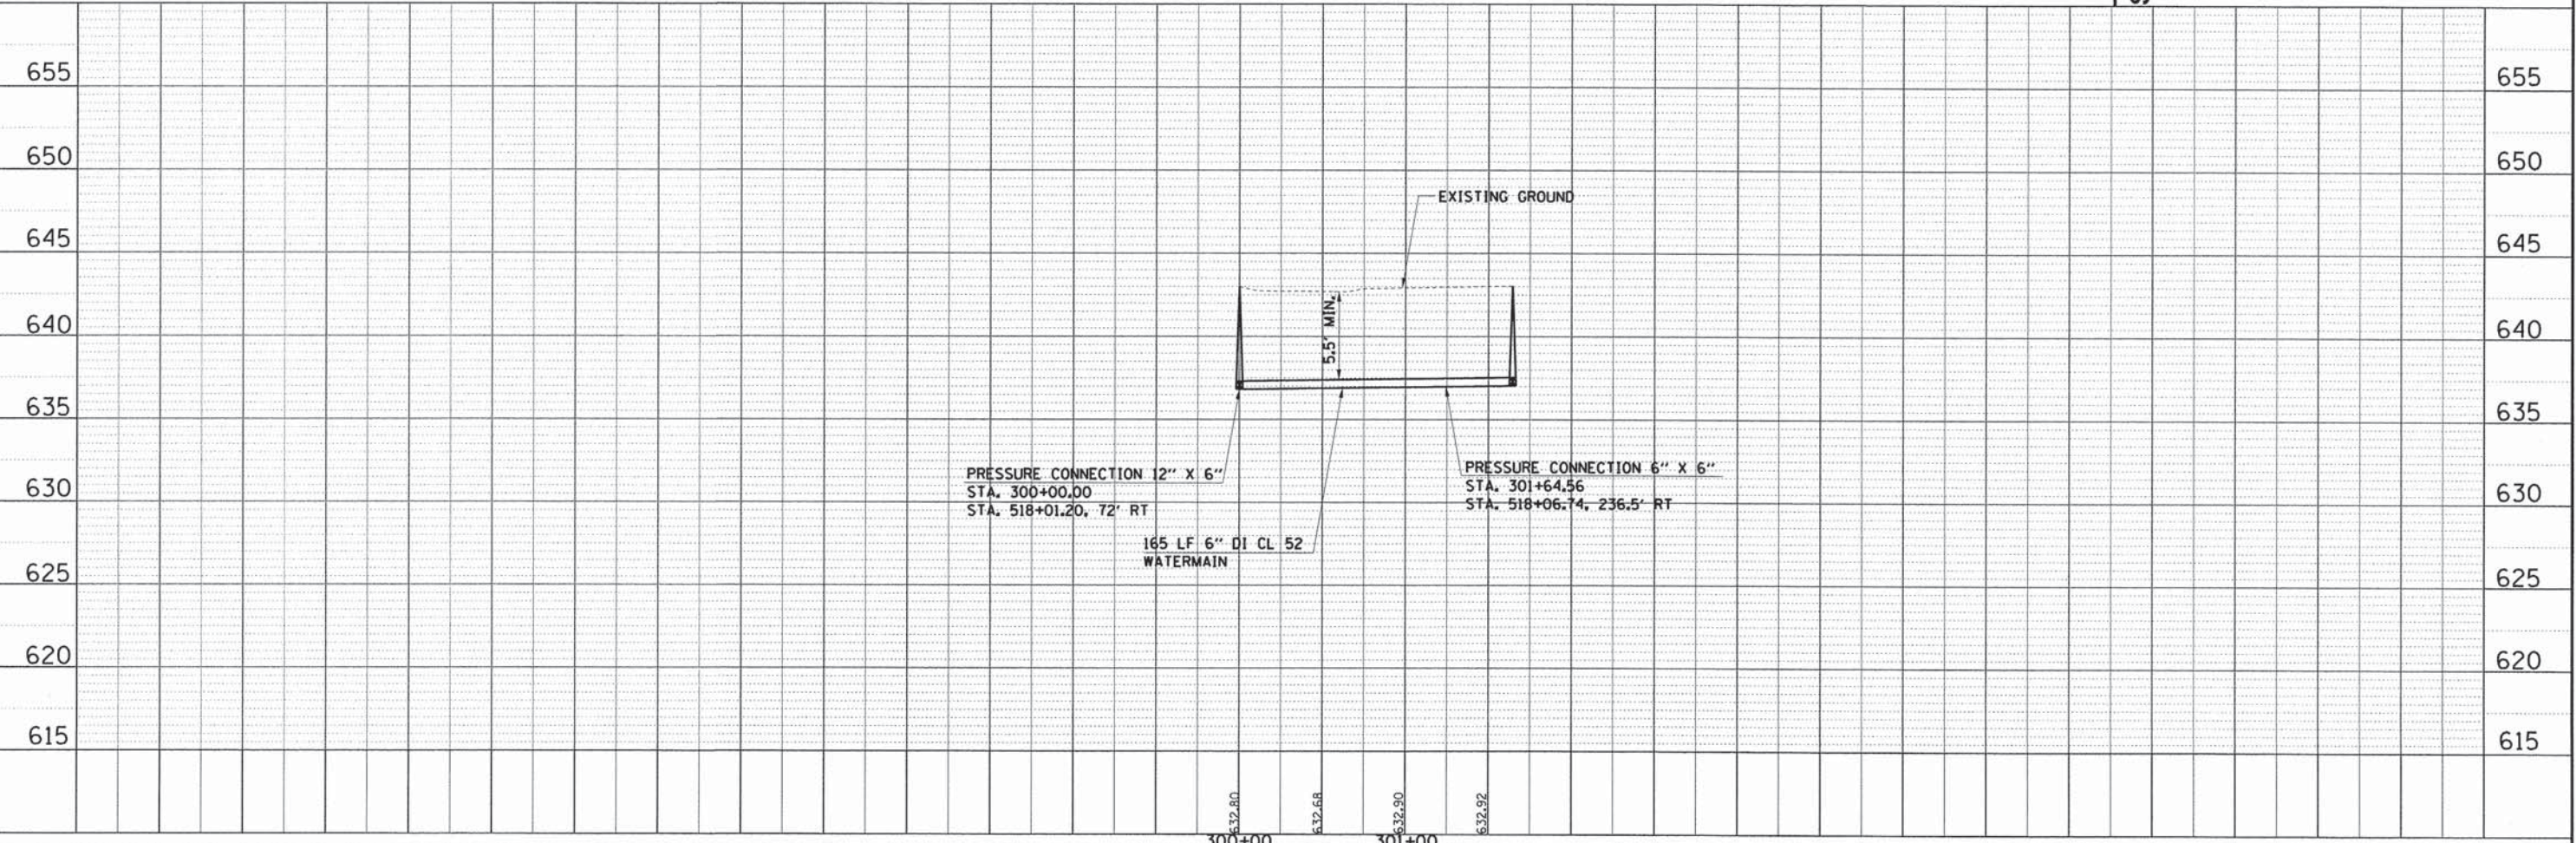 655 655
650 650
EXISTING GROUND
645 645
5.5' MIN.
640 640
635 635
PRESSURE CONNECTION 12" X 6"
STA. 300+00.00
STA. 518+01.20, 72' RT
PRESSURE CONNECTION 6" X 6"
STA. 301+64.56
STA. 518+06.74, 236.5' RT
630 630
165 LF 6" DI CL 52
WATERMAIN
625 625
620 620
615 615
632.80 632.68 632.90 632.92
300+00 301+00